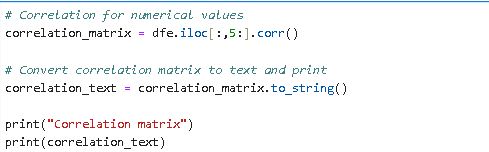 # Correlation for numerical values
correlation_matrix = dfe.iloc[:,5:].corr()
# Convert correlation matrix to text and print
correlation_text = correlation_matrix.to_string()
print("Correlation matrix")
print(correlation_text)